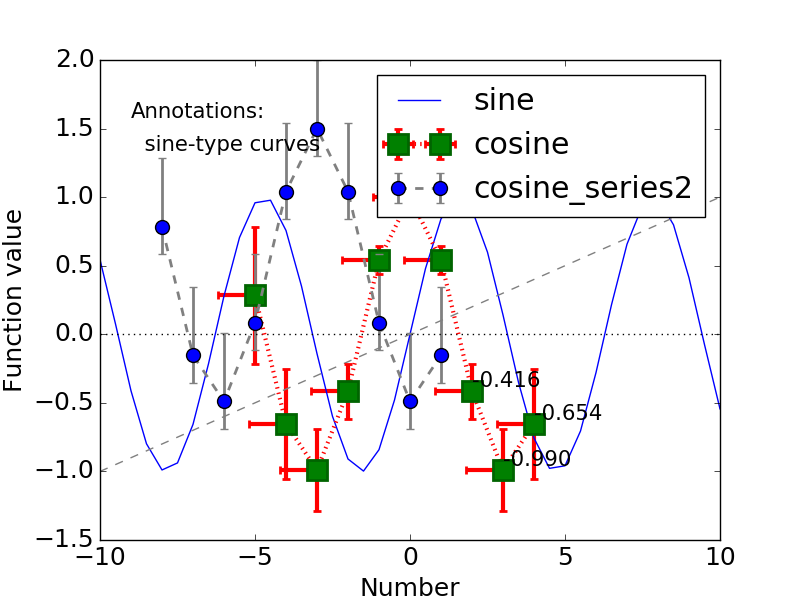 2.0
1.5
1.0
0.5
0.0
−0.5
−1.0
−1.5
−10
−5
0
5
10
Number
Function value
Annotations:
sine-type curves
sine
cosine
cosine_series2
-0.416
-0.654
-0.990